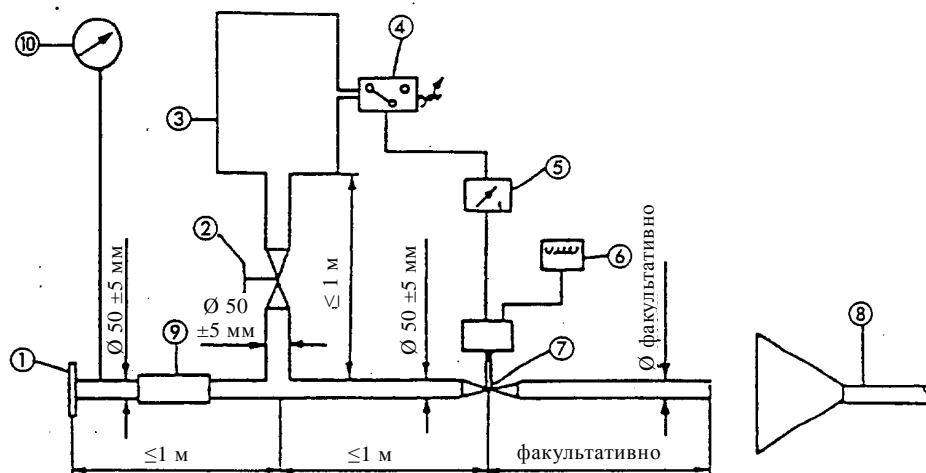 10
4
3
5
2
6
≤ 1 м
Ø 50 ±5 мм
Ø 50
±5 мм
Ø 50 ±5 мм
Ø факультативно
8
9
7
1
≤1 м
≤1 м
факультативно